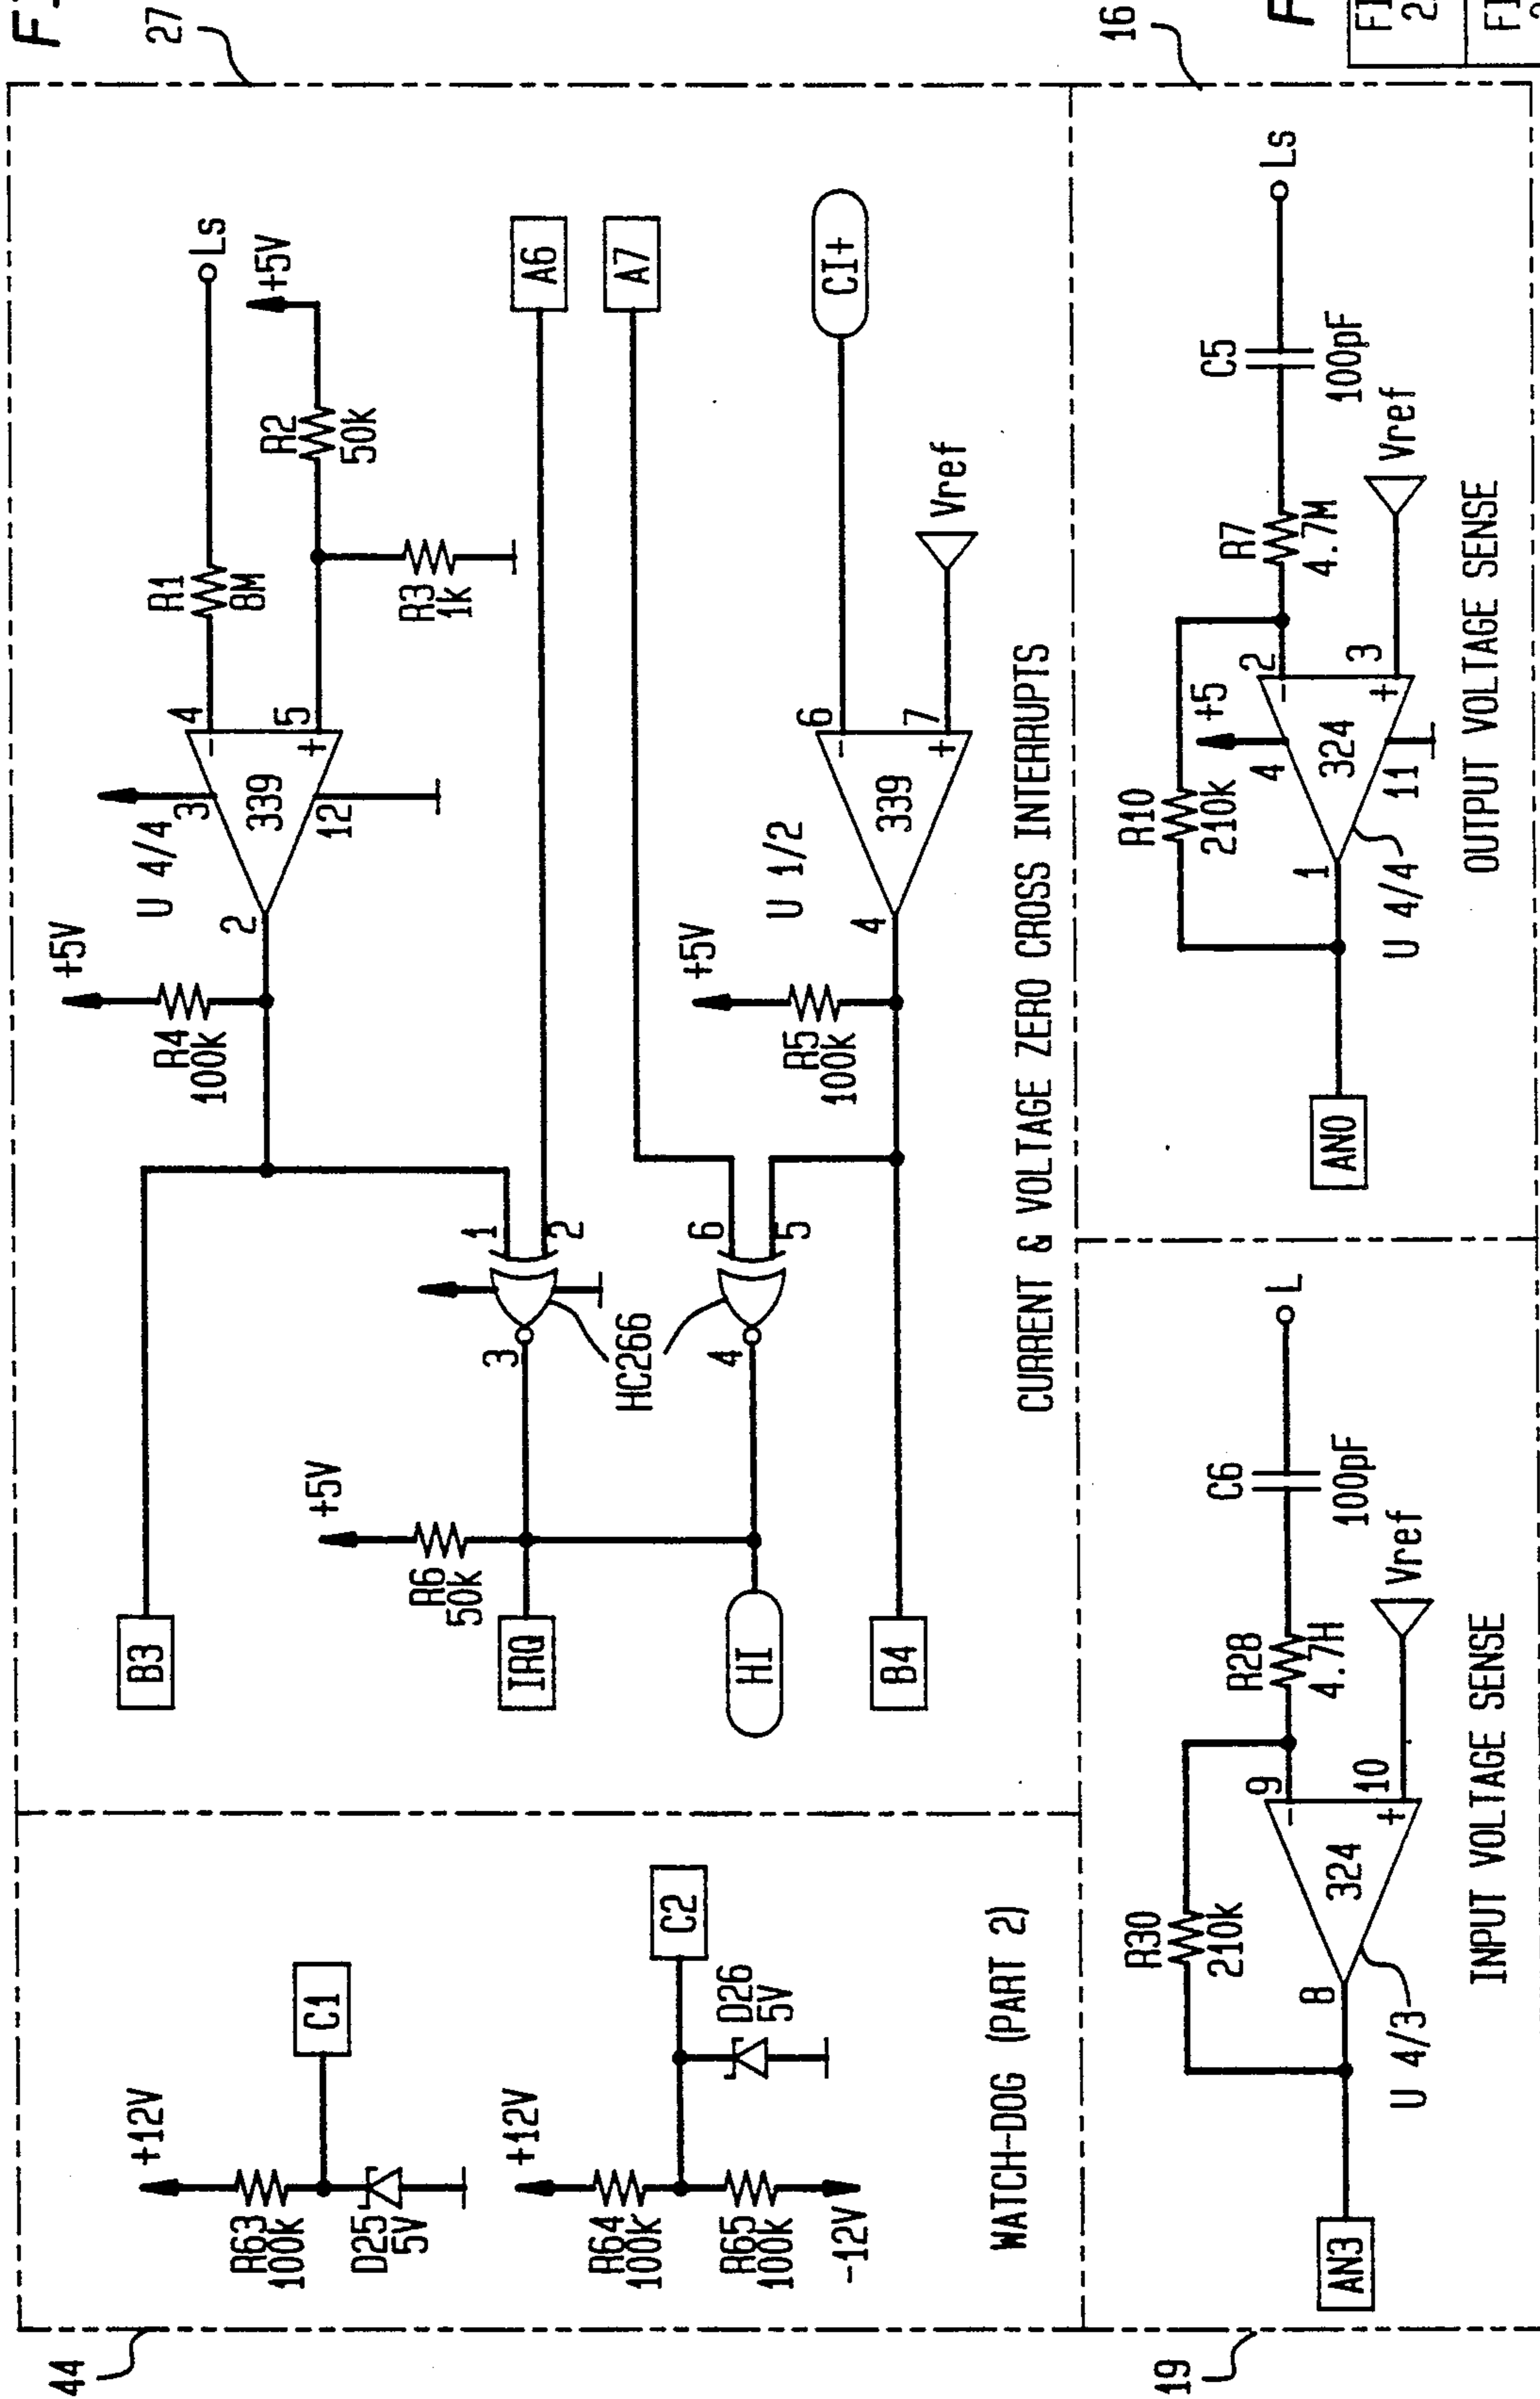 44
+12V
R63
100k
D25
5V
C1
+12V
R64
100k
R65
100k
-12V
C2
D26
5V
WATCH-DOG (PART 2)
27
B3
+5V
R4
100k
U 4/4
2
3
339
12
4
-
5
+
R1
8M
Ls
R2
50k
+5V
R3
1k
+5V
R6
50k
IRQ
HI
3
1
2
HC266
4
6
5
A6
A7
B4
+5V
R5
100k
U 1/2
4
339
6
-
7
+
CI+
Vref
CURRENT & VOLTAGE ZERO CROSS INTERRUPTS
19
AN3
R30
210k
8
324
U 4/3
9
-
10
+
R28
4.7H
C6
100pF
L
Vref
INPUT VOLTAGE SENSE
16
AN0
R10
210k
1
4
+5
324
11
U 4/4
2
-
3
+
R7
4.7M
C5
100pF
Ls
Vref
OUTPUT VOLTAGE SENSE